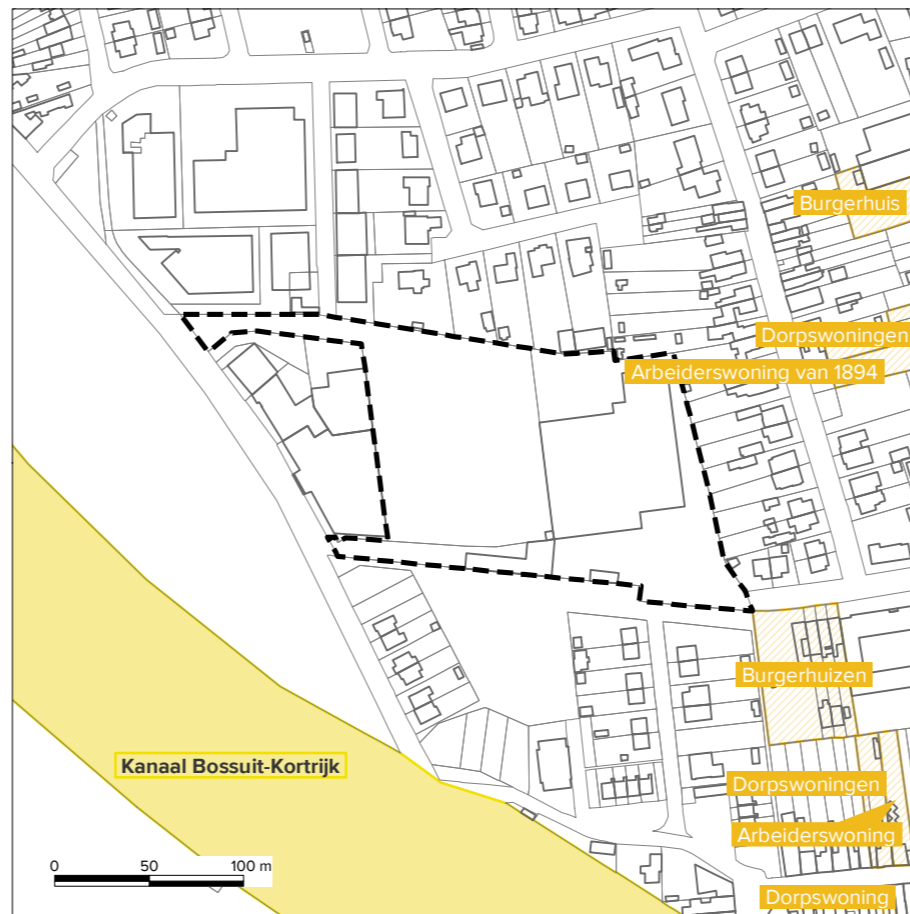 Burgerhuis
Dorpswoningen
Arbeiderswoning van 1894
Burgerhuizen
Kanaal Bossuit-Kortrijk
Dorpswoningen
Arbeiderswoning
0 50 100 m
Dorpswoning